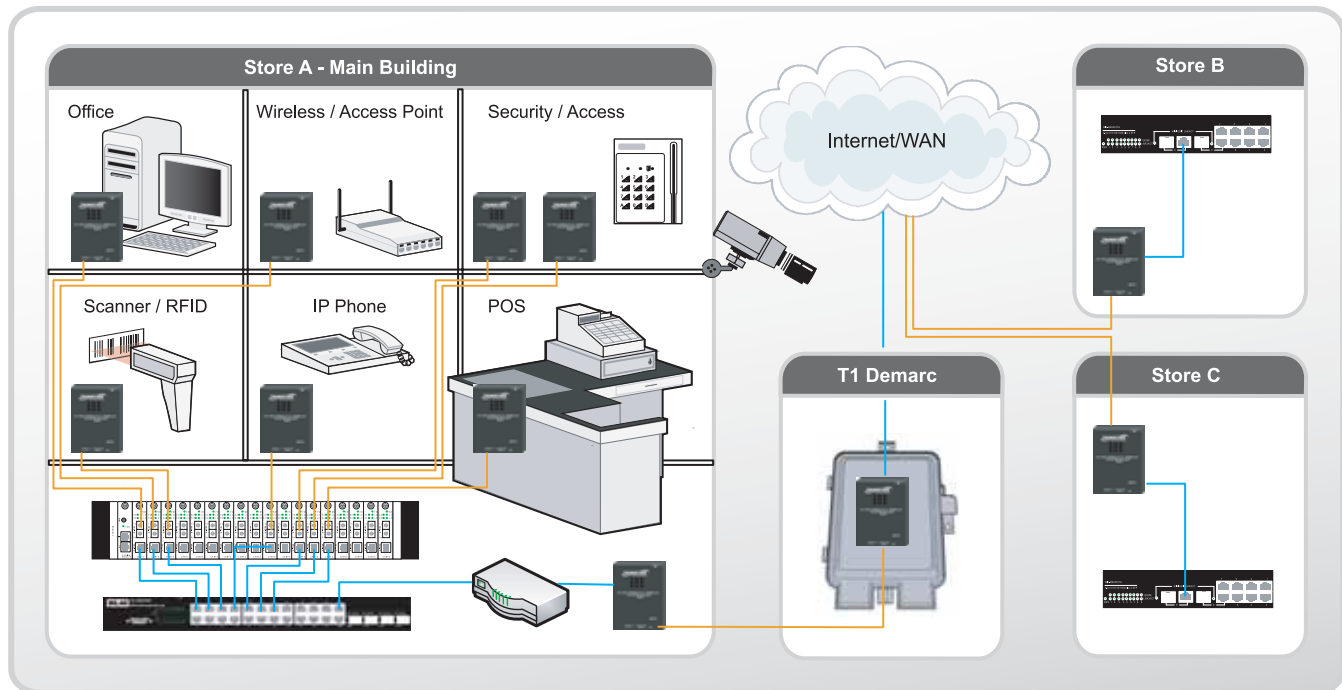 Store A - Main Building
Office
Wireless / Access Point
Security / Access
Scanner / RFID
IP Phone
POS
Internet/WAN
T1 Demarc
Store B
Store C